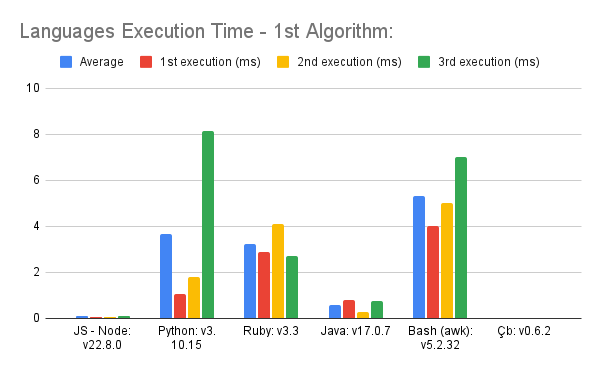 Languages Execution Time - 1st Algorithm:
Average 1st execution (ms) 2nd execution (ms) 3rd execution (ms)
10
8
6
4
2
0
JS - Node: Python: v3. Ruby: v3.3 Java: v17.0.7 Bash (awk): Çb: v0.6.2
v22.8.0 10.15 v5.2.32